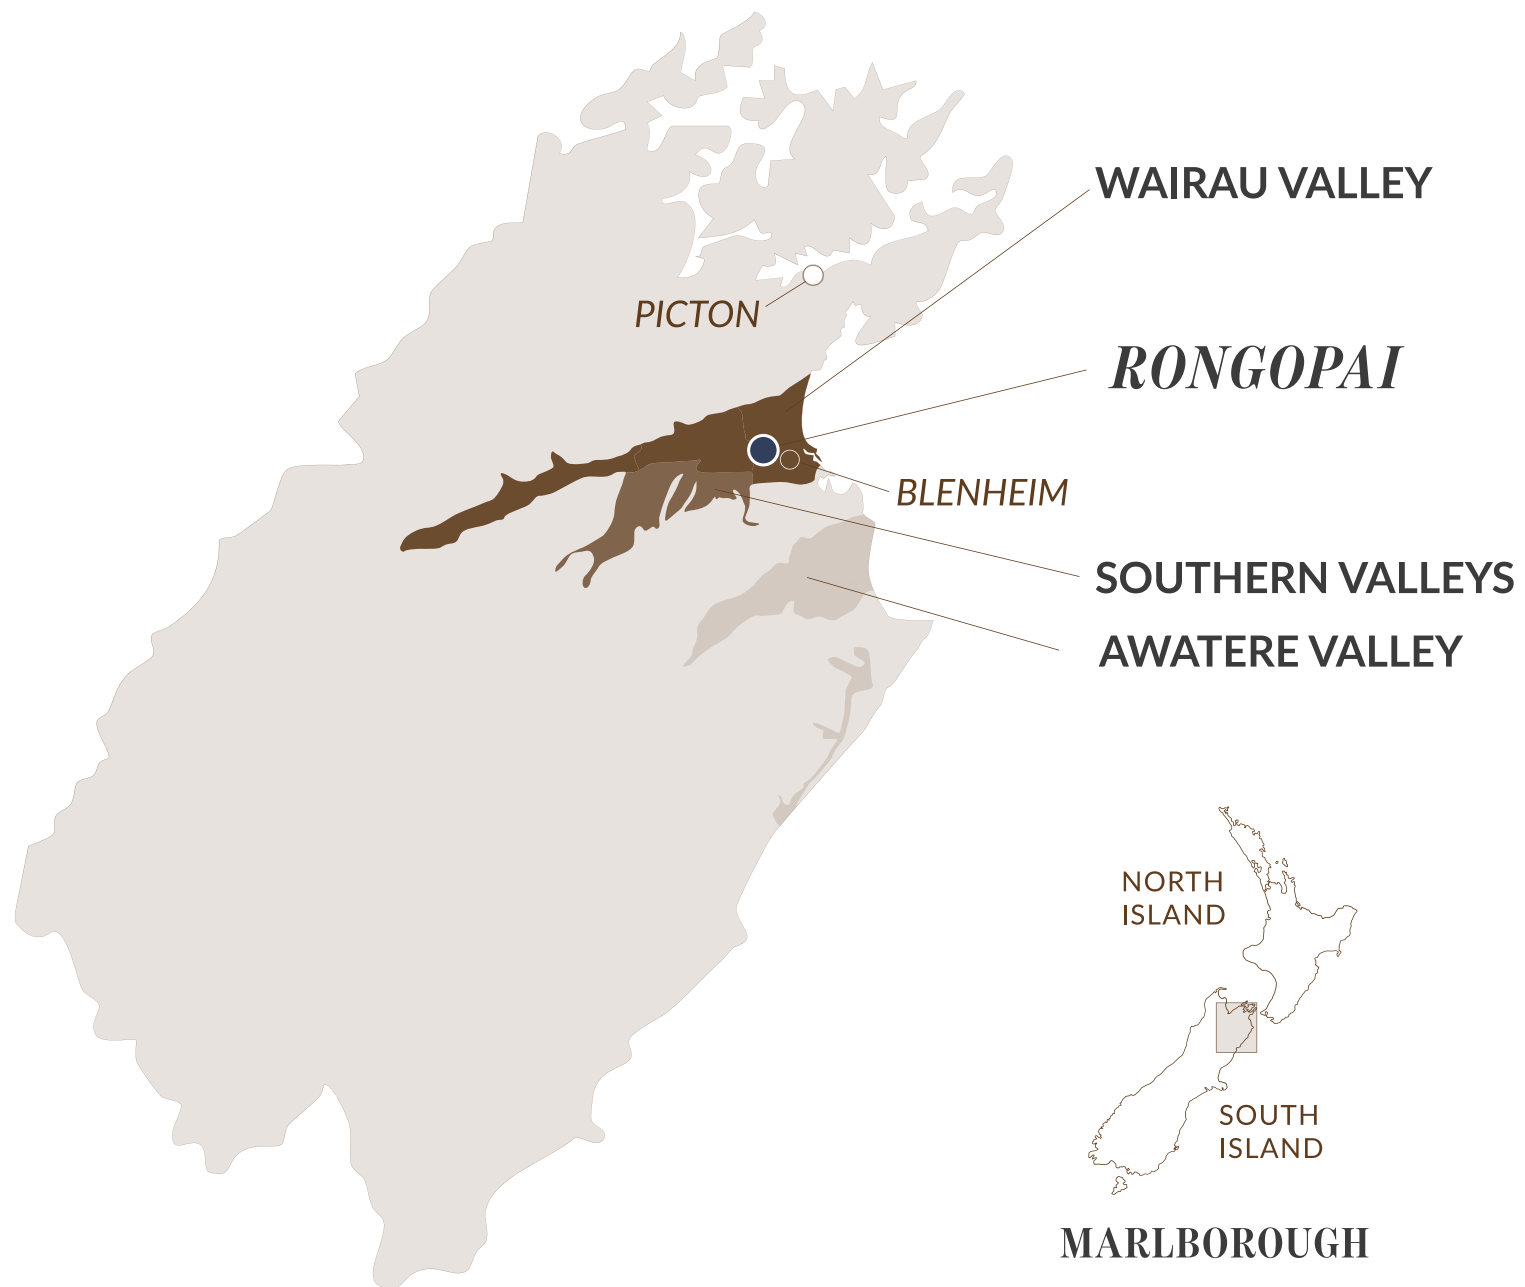 WAIRAU VALLEY
PICTON
RONGOPAI
BLENHEIM
SOUTHERN VALLEYS
AWATERE VALLEY
NORTH
ISLAND
SOUTH
ISLAND
MARLBOROUGH